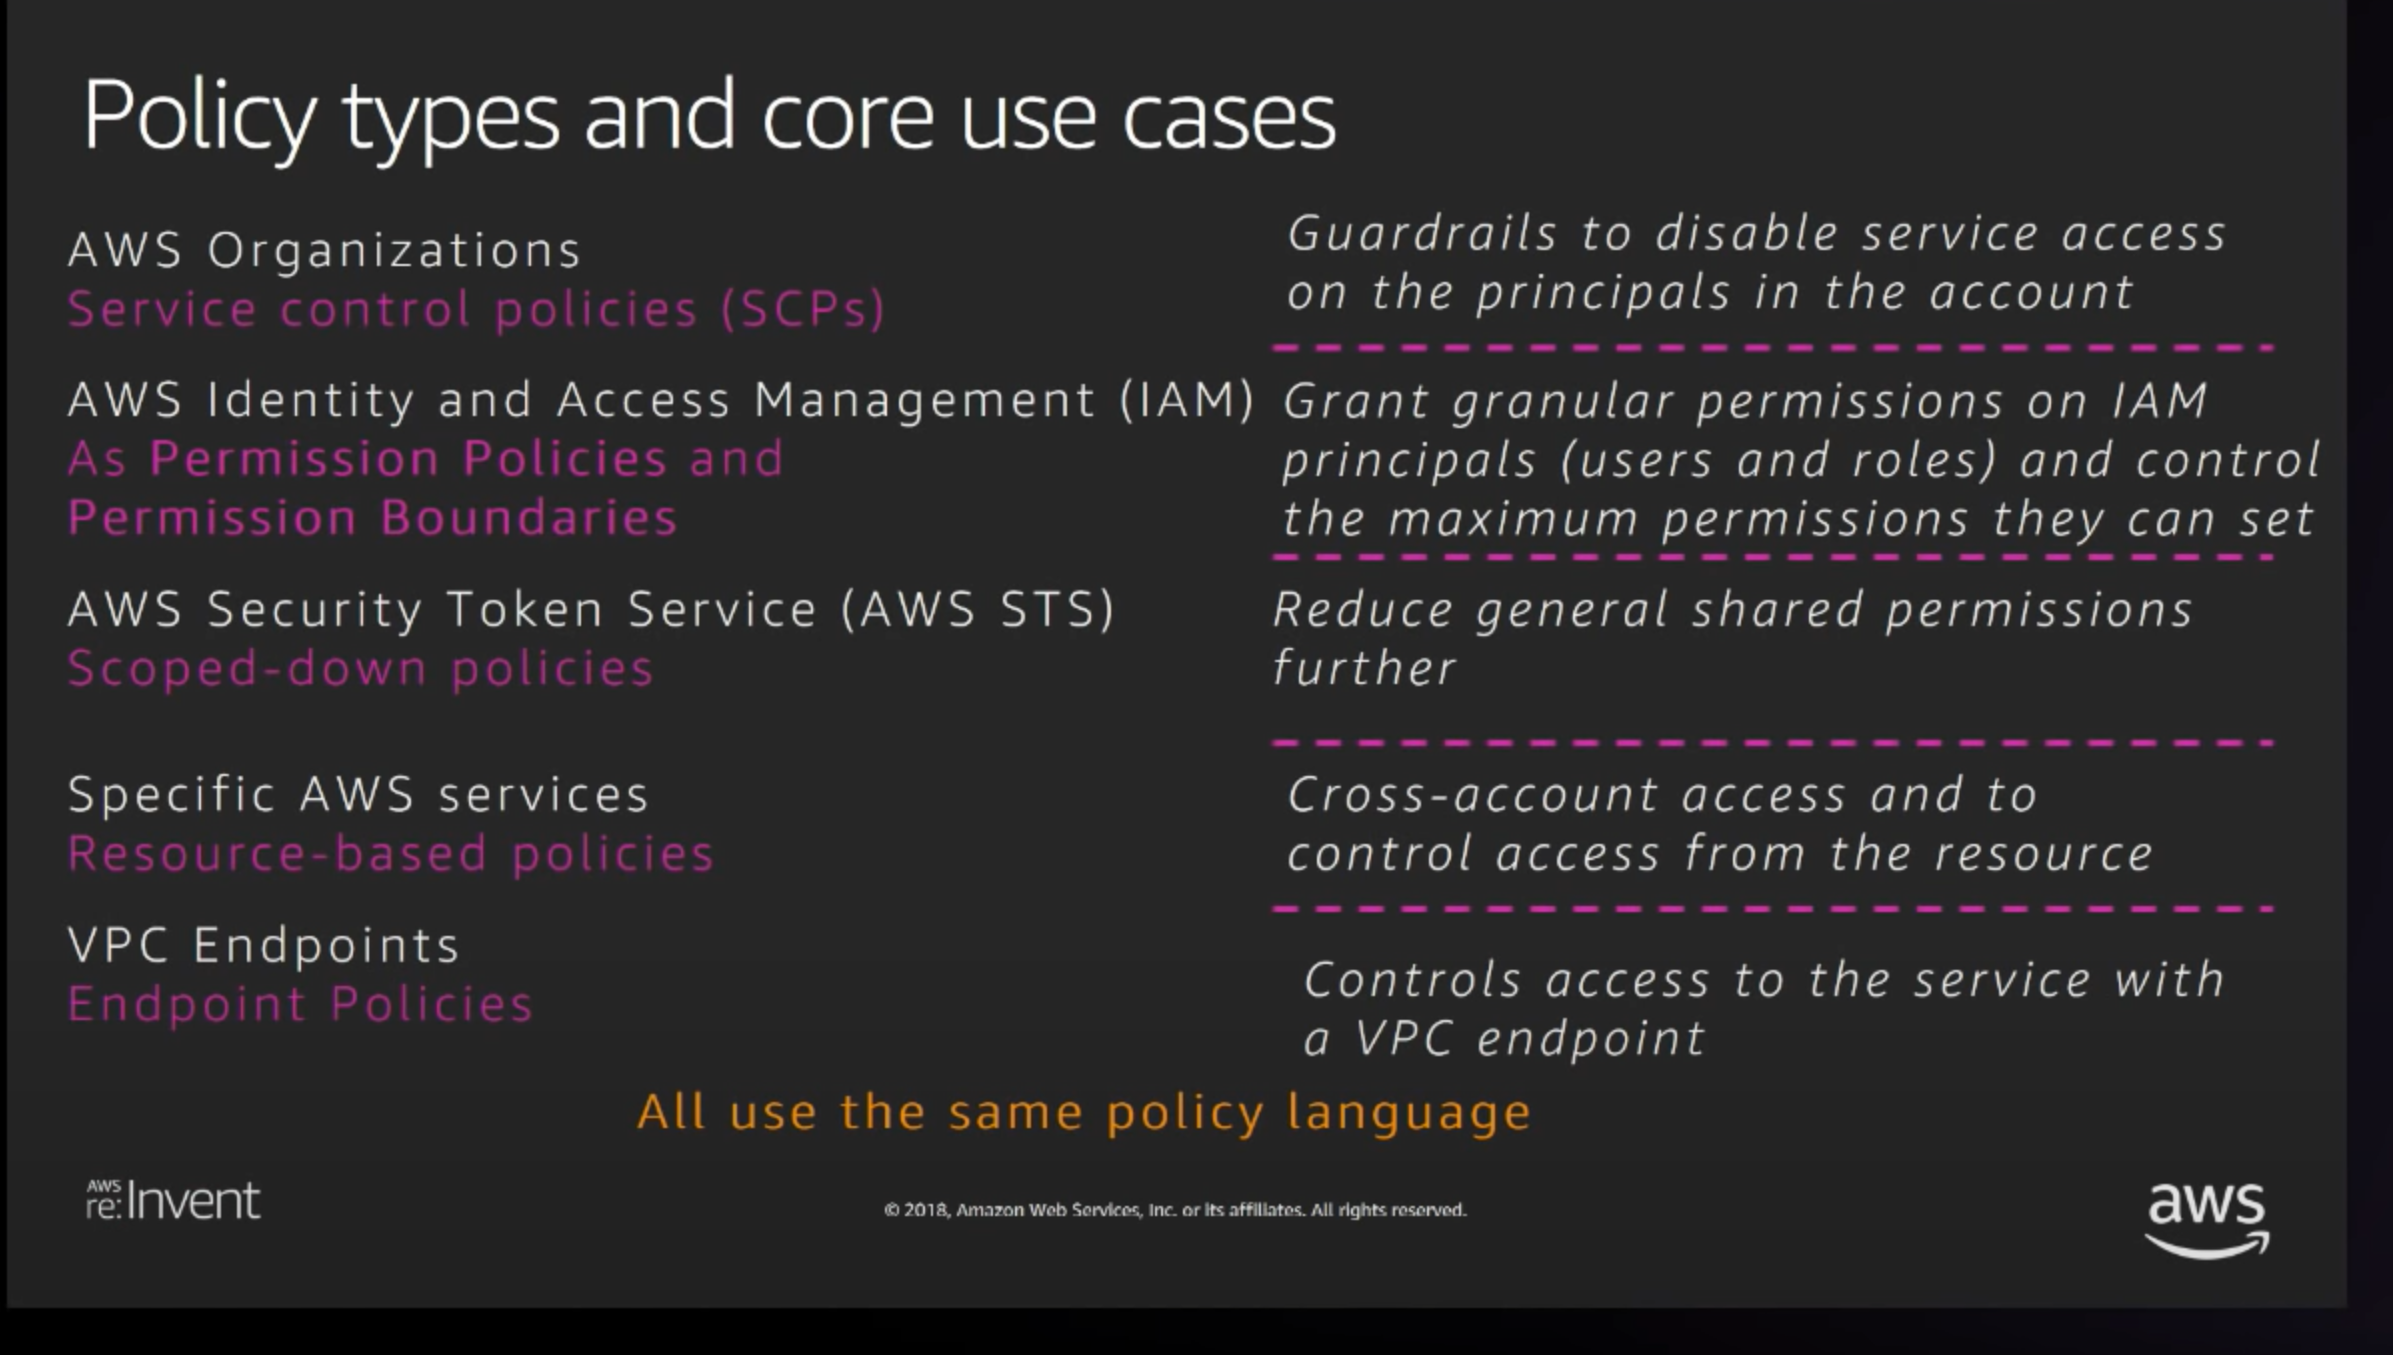 Policy types and core use cases
AWS Organizations
Service control policies (SCPs)
Guardrails to disable service access
on the principals in the account
AWS Identity and Access Management (IAM)
As Permission Policies and
Permission Boundaries
Grant granular permissions on IAM
principals (users and roles) and control
the maximum permissions they can set
AWS Security Token Service (AWS STS)
Scoped-down policies
Reduce general shared permissions
further
Specific AWS services
Resource-based policies
Cross-account access and to
control access from the resource
VPC Endpoints
Endpoint Policies
Controls access to the service with
a VPC endpoint
All use the same policy language
AWS
re:Invent
© 2018, Amazon Web Services, Inc. or its affiliates. All rights reserved.
aws